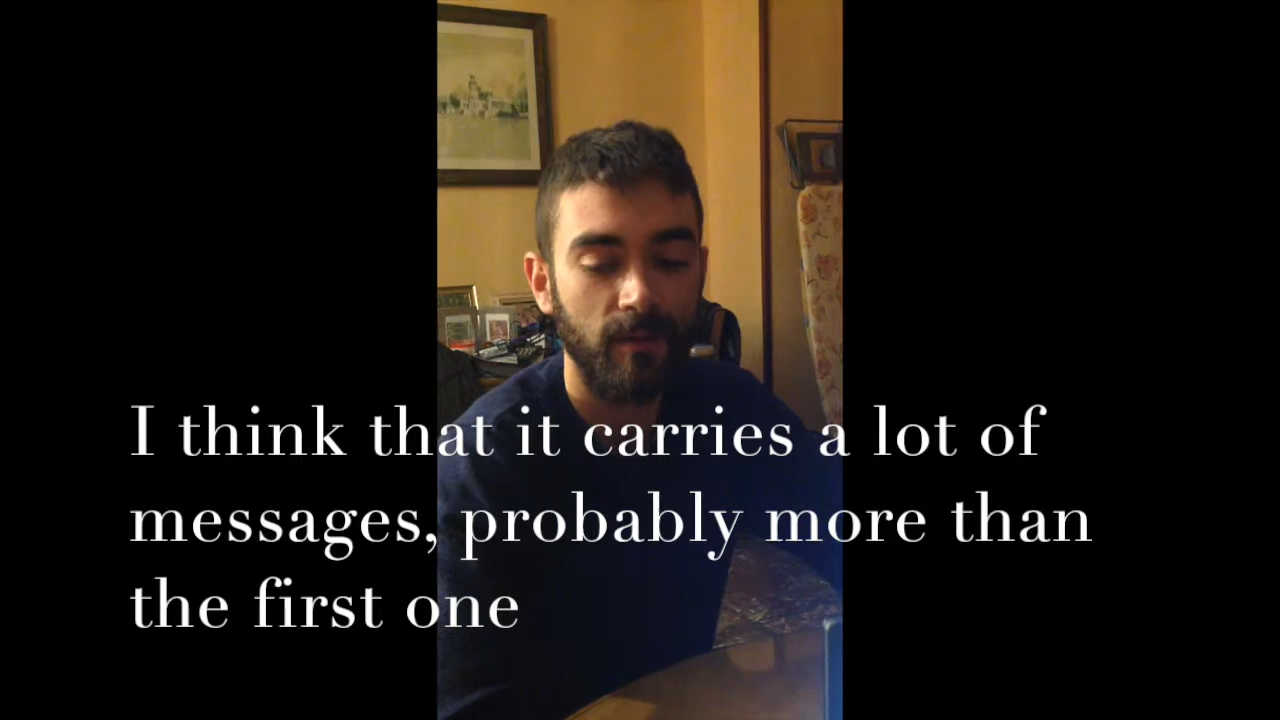 I think that it carries a lot of
messages, probably more than
the first one